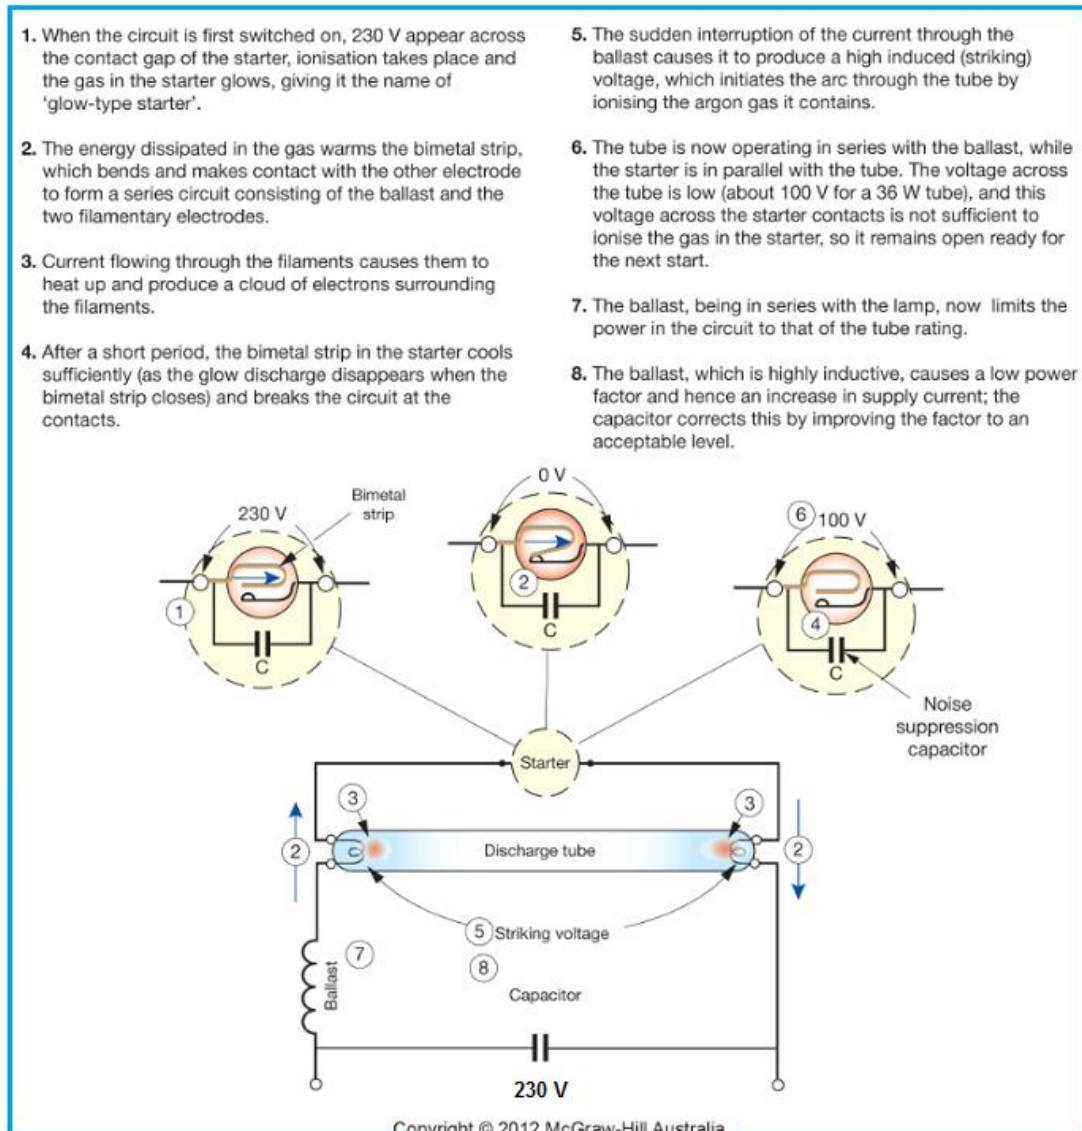 1. When the circuit is first switched on, 230 V appear across
the contact gap of the starter, ionisation takes place and
the gas in the starter glows, giving it the name of
‘glow-type starter’.
2. The energy dissipated in the gas warms the bimetal strip,
which bends and makes contact with the other electrode
to form a series circuit consisting of the ballast and the
two filamentary electrodes.
3. Current flowing through the filaments causes them to
heat up and produce a cloud of electrons surrounding
the filaments.
4. After a short period, the bimetal strip in the starter cools
sufficiently (as the glow discharge disappears when the
bimetal strip closes) and breaks the circuit at the
contacts.
5. The sudden interruption of the current through the
ballast causes it to produce a high induced (striking)
voltage, which initiates the arc through the tube by
ionising the argon gas it contains.
6. The tube is now operating in series with the ballast, while
the starter is in parallel with the tube. The voltage across
the tube is low (about 100 V for a 36 W tube), and this
voltage across the starter contacts is not sufficient to
ionise the gas in the starter, so it remains open ready for
the next start.
7. The ballast, being in series with the lamp, now limits the
power in the circuit to that of the tube rating.
8. The ballast, which is highly inductive, causes a low power
factor and hence an increase in supply current; the
capacitor corrects this by improving the factor to an
acceptable level.
230 V
Bimetal
strip
1
C
0 V
2
C
6 100 V
4
C
Noise
suppression
capacitor
Starter
3
3
2
Discharge tube
2
5 Striking voltage
7
8
Ballast
Capacitor
230 V
Copyright © 2012 McGraw-Hill Australia